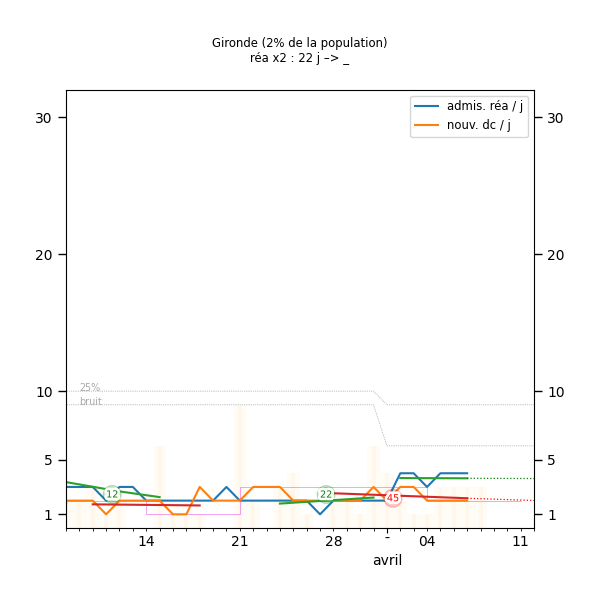 Gironde (2% de la population)
réa x2 : 22 j –> _
admis. réa / j
nouv. dc / j
30 30
20 20
10 10
25%
bruit
5 5
12 22 45
1 1
14 21 28 - 04 11
avril